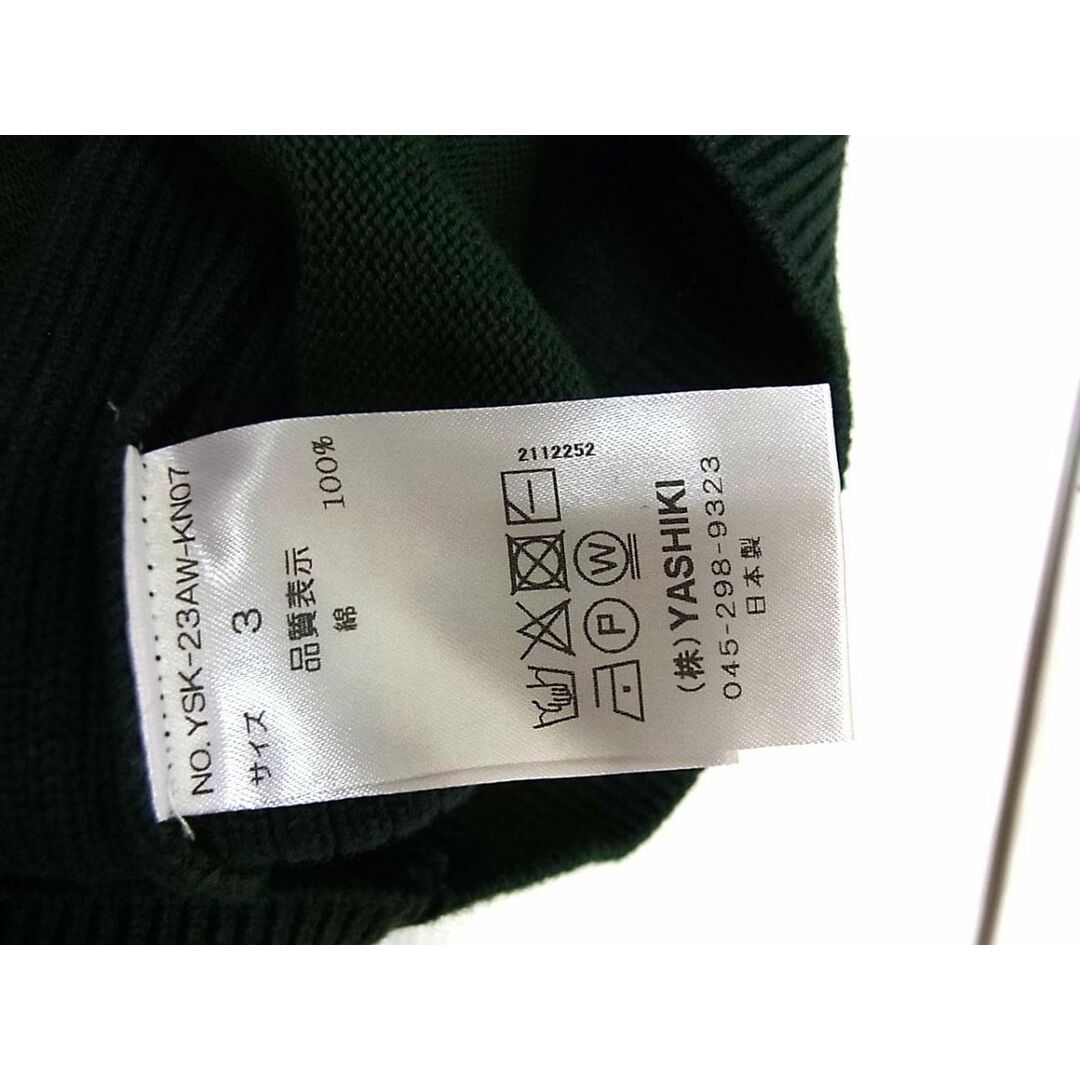 NO. YSK-23AW-KN07
サイズ 3
品質表示
綿 100%
2112252
W
P
(株) YASHIKI
045-298-9323
日本製